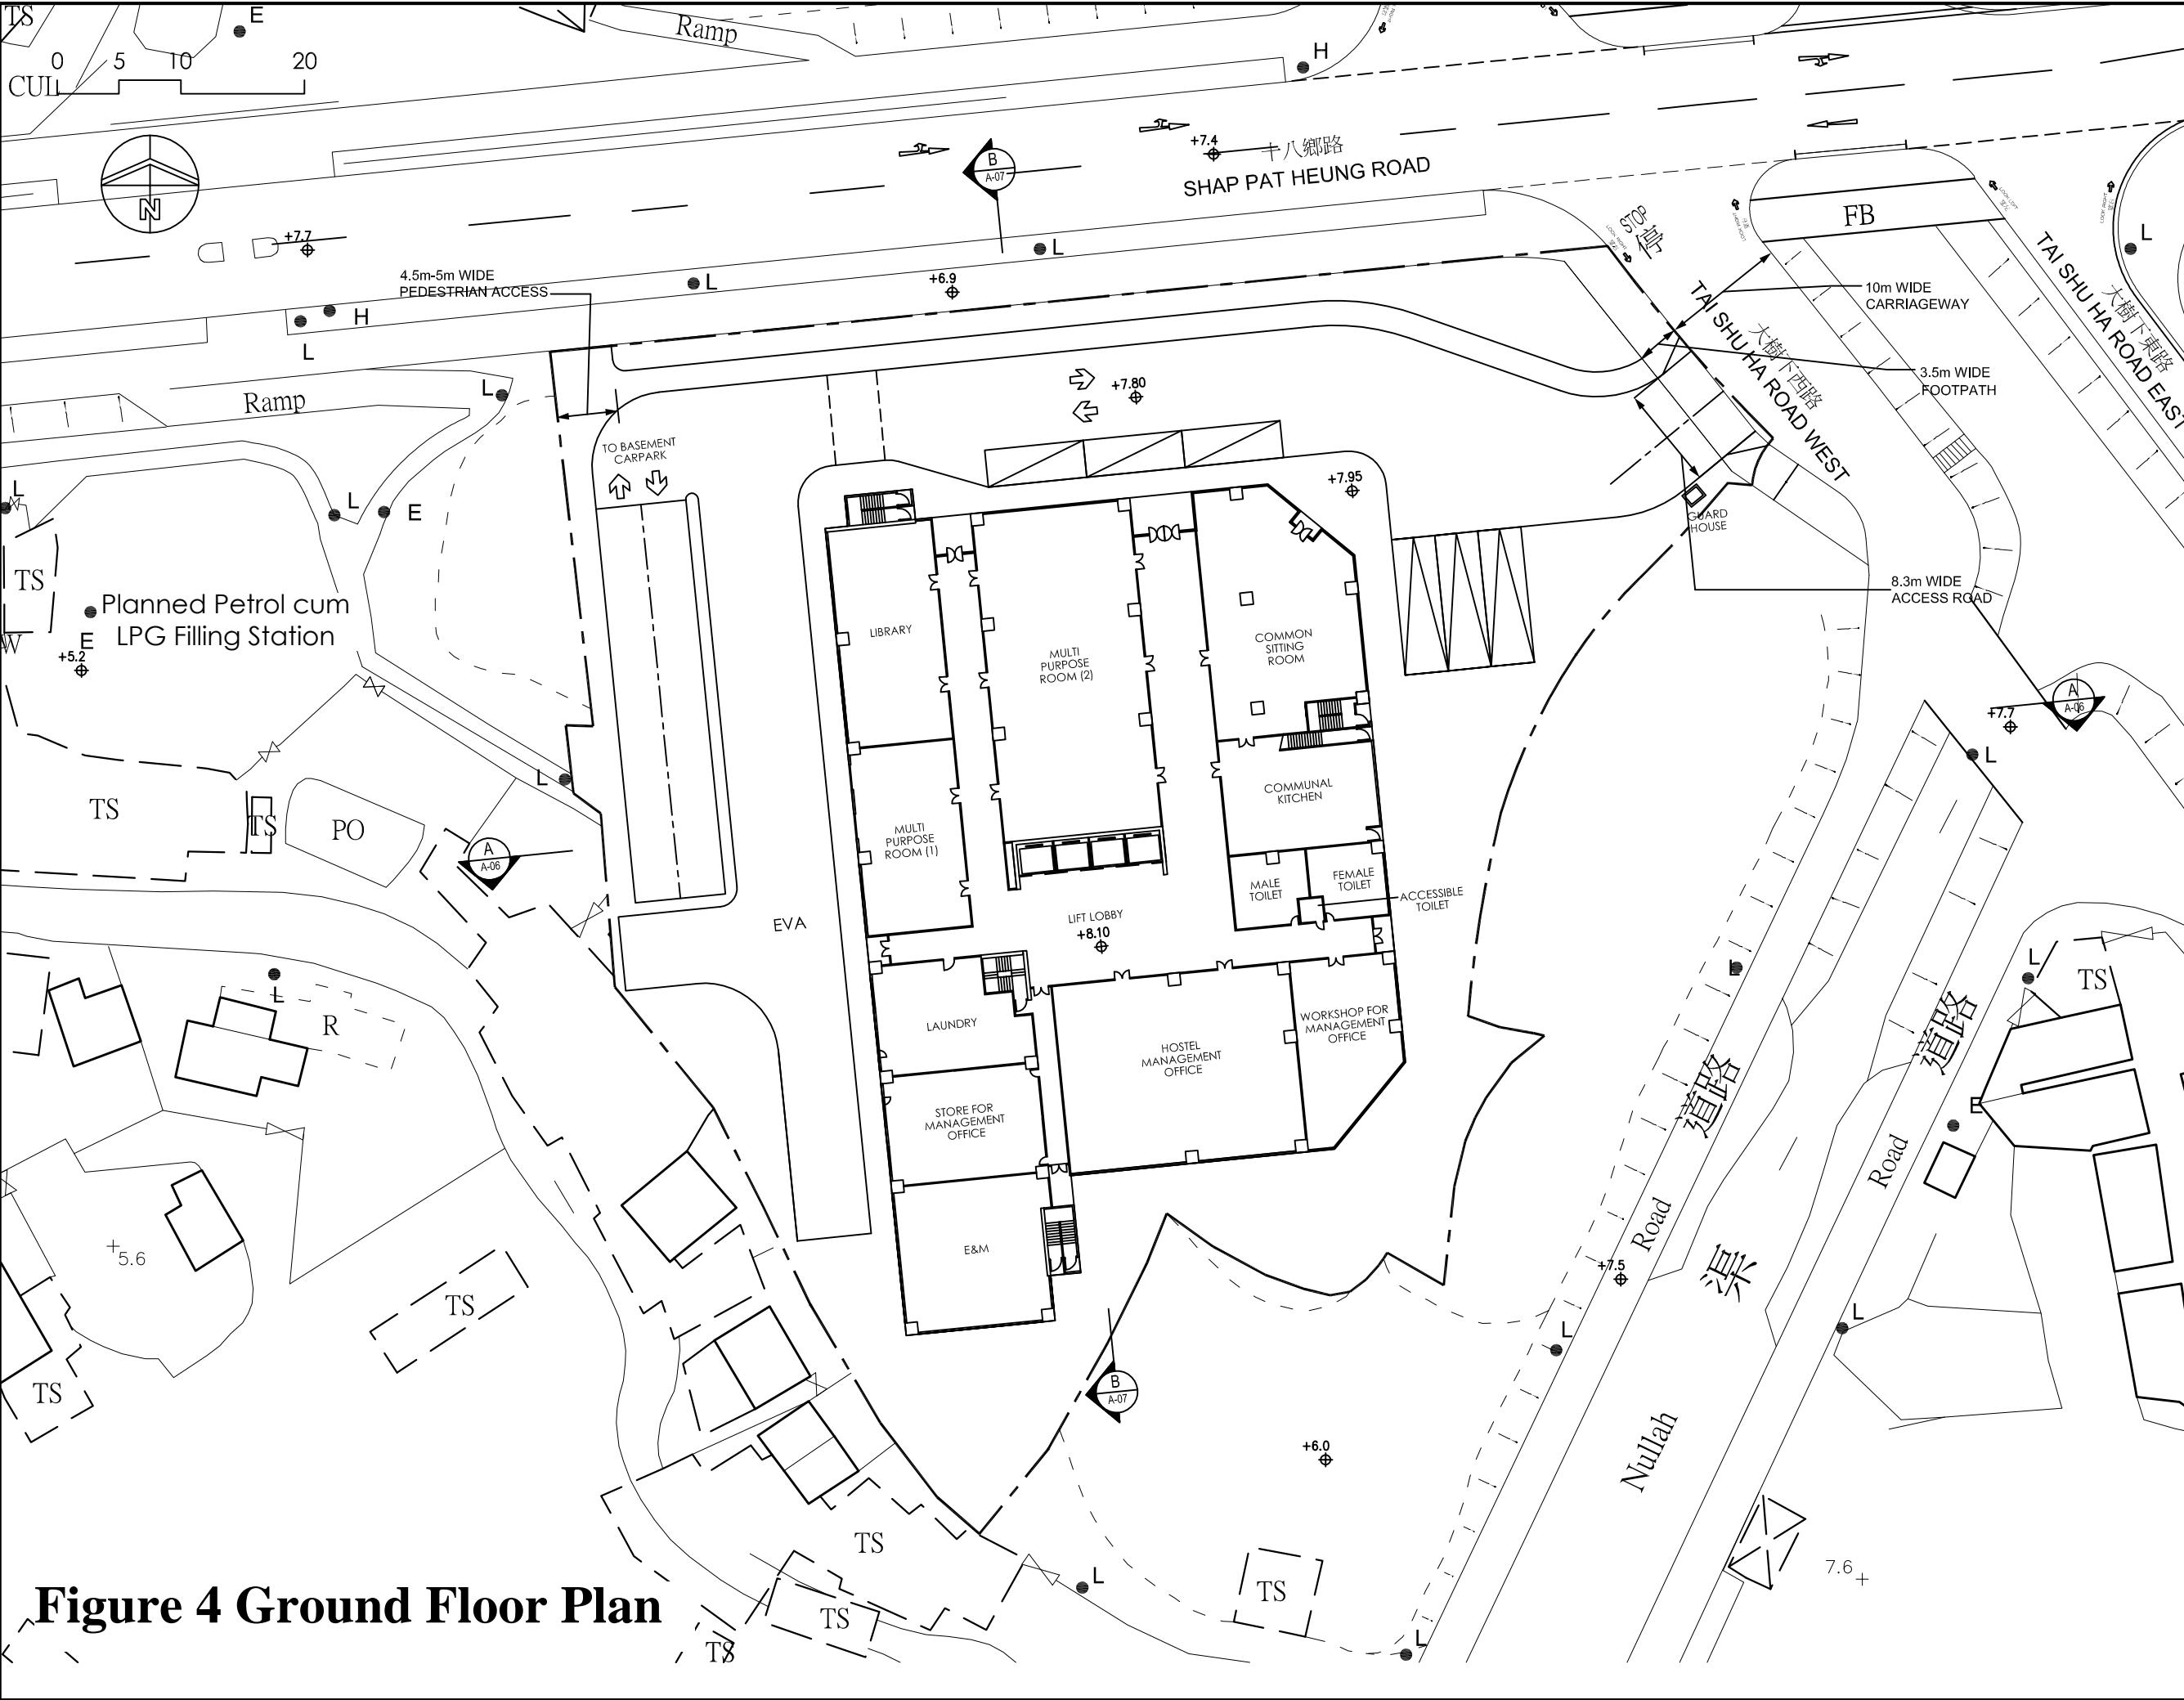 TS
E
0 5 10 20
CUL
Ramp
H
N
B
A-07
+7.4
十八鄉路
SHAP PAT HEUNG ROAD
STOP
停
FB
L
TAI SHU HA ROAD EAST
大樹下東路
+7.7
4.5m-5m WIDE
PEDESTRIAN ACCESS
L
L
+6.9
H
L
10m WIDE
CARRIAGEWAY
TAI SHU HA ROAD WEST
大樹下西路
3.5m WIDE
FOOTPATH
Ramp
L
+7.80
TO BASEMENT
CARPARK
+7.95
GUARD
HOUSE
8.3m WIDE
ACCESS ROAD
L
L
E
TS
Planned Petrol cum
LPG Filling Station
E
W
+5.2
LIBRARY
MULTI
PURPOSE
ROOM (2)
COMMON
SITTING
ROOM
A
A-06
+7.7
L
L
TS
TS
PO
A
A-06
MULTI
PURPOSE
ROOM (1)
COMMUNAL
KITCHEN
MALE
TOILET
FEMALE
TOILET
ACCESSIBLE
TOILET
EVA
LIFT LOBBY
+8.10
L
R
L
L
TS
LAUNDRY
HOSTEL
MANAGEMENT
OFFICE
WORKSHOP FOR
MANAGEMENT
OFFICE
道路
道路
E
STORE FOR
MANAGEMENT
OFFICE
Road
Road
E&M
+5.6
TS
+7.5
渠
L
L
TS
B
A-07
Nullah
+6.0
TS
7.6+
L
TS
TS
TS
L
Figure 4 Ground Floor Plan